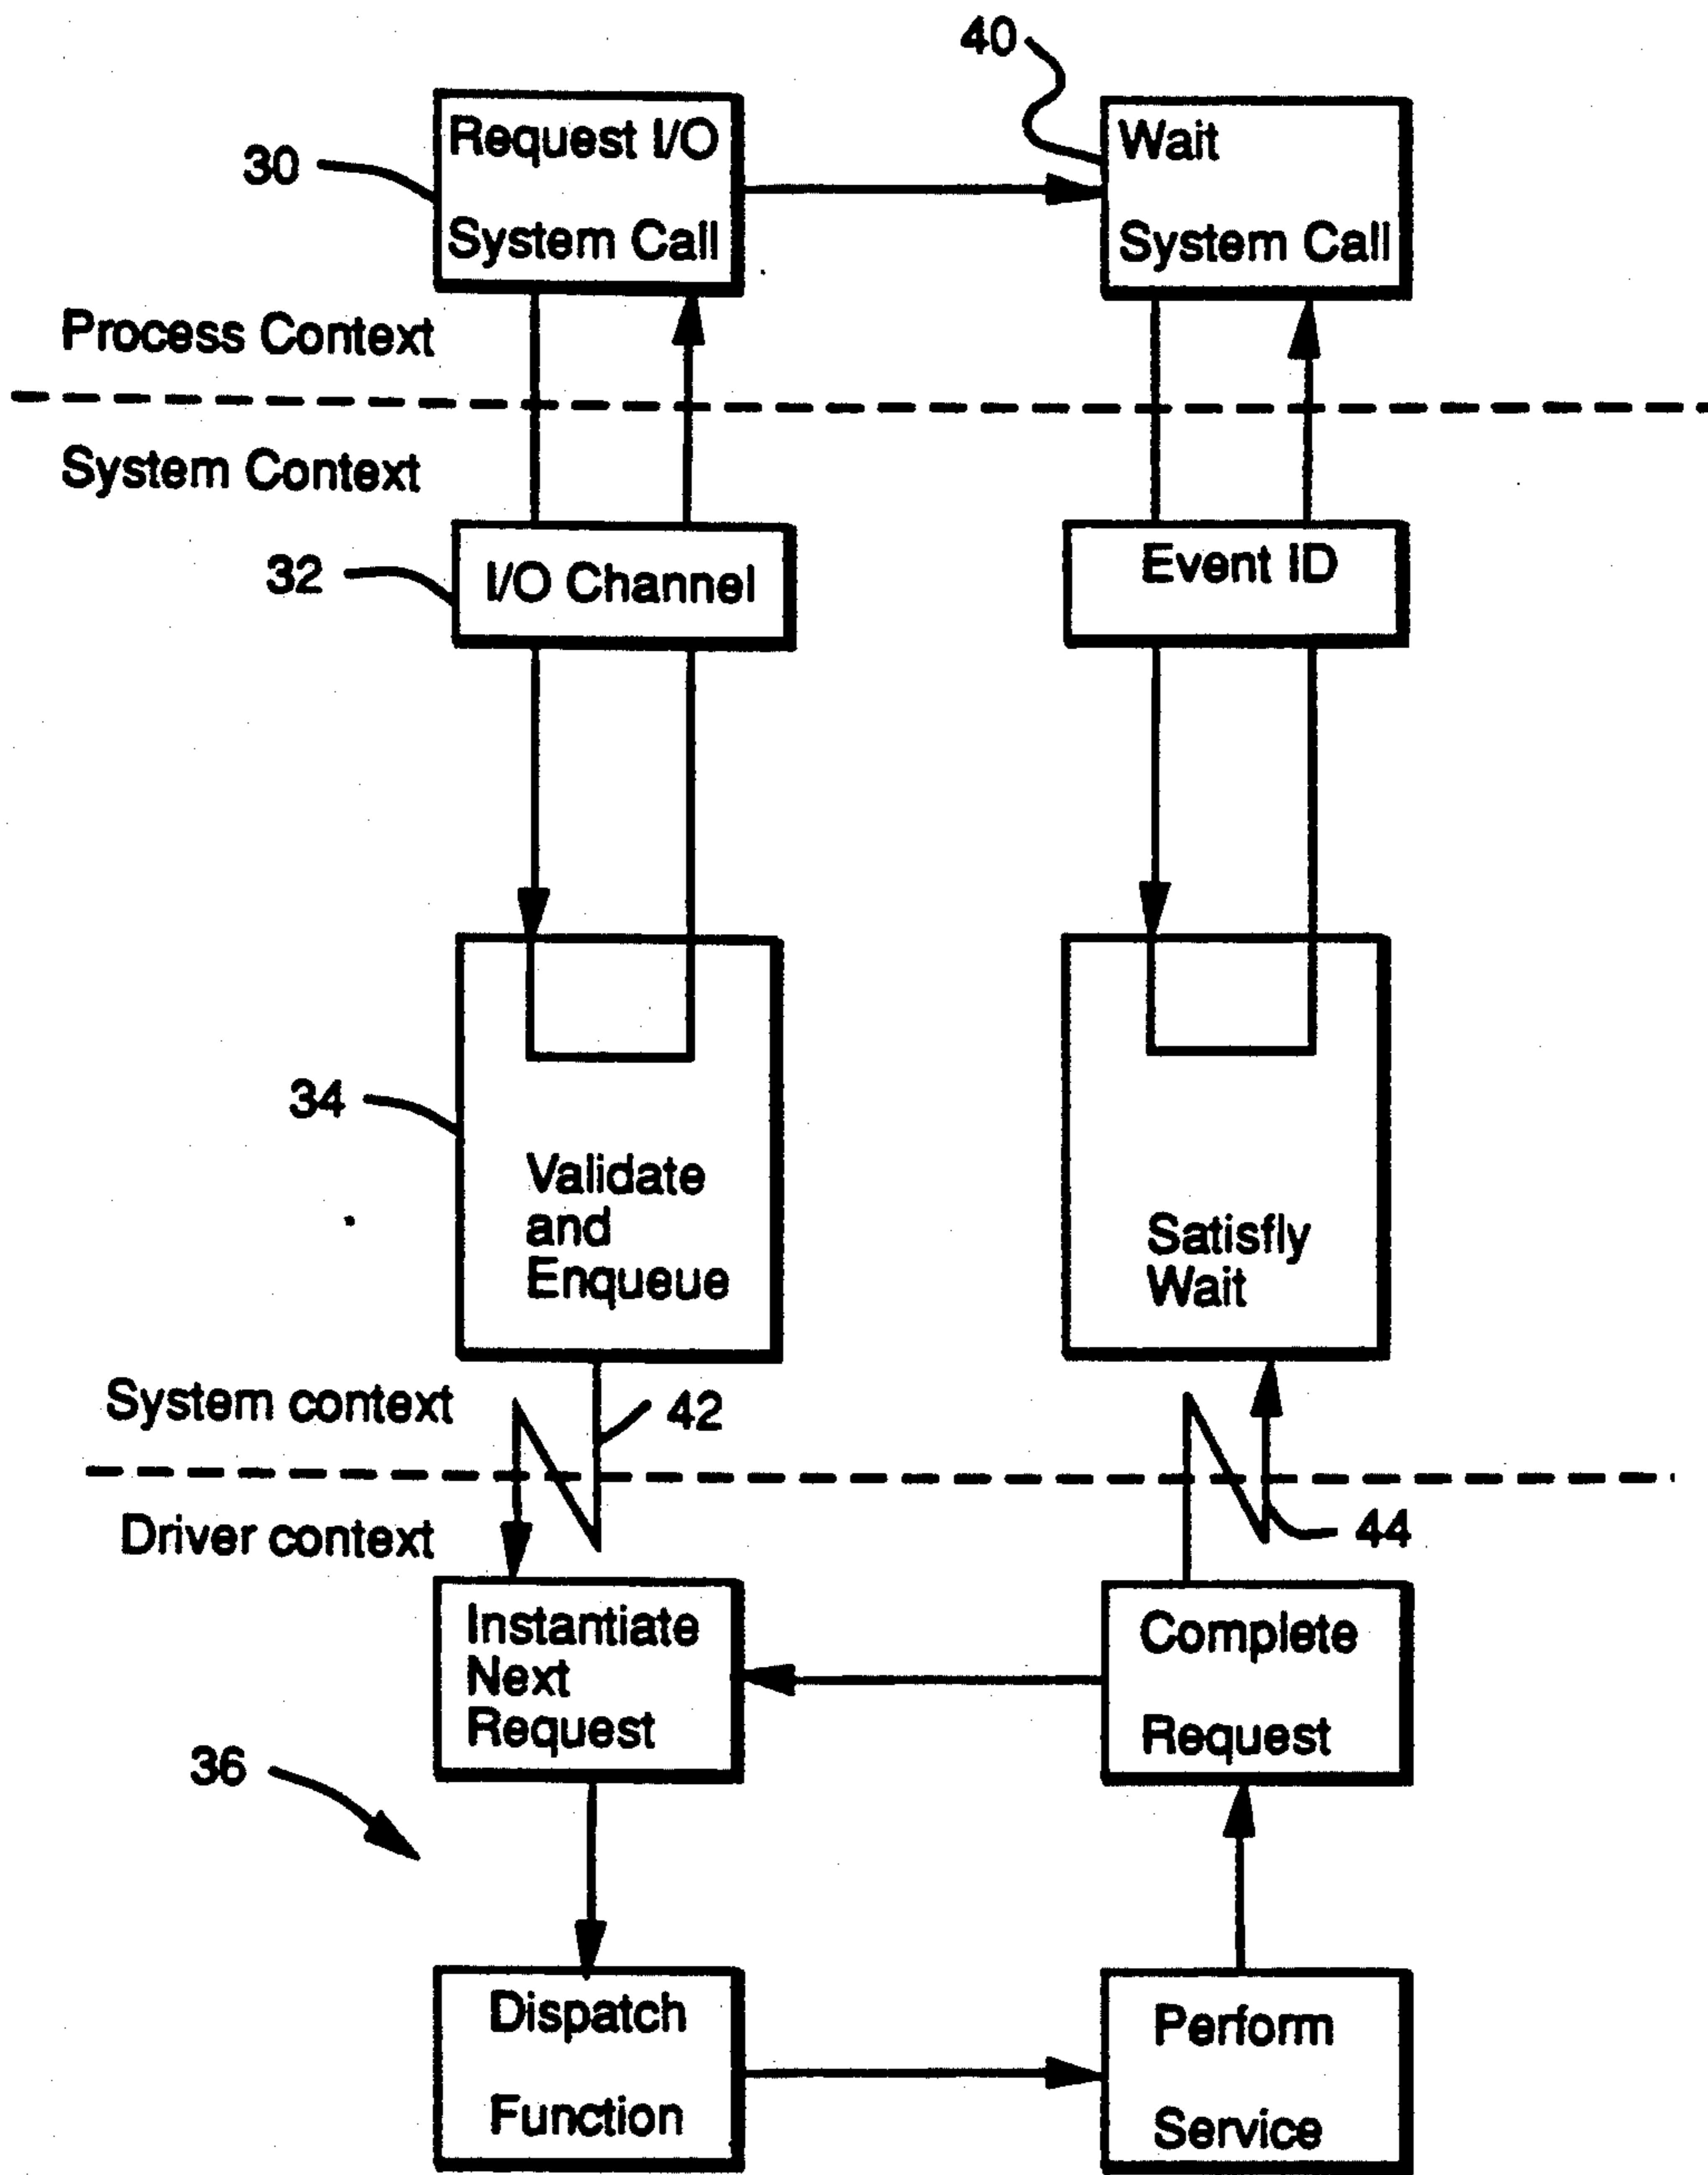 40
Request I/O
System Call
30
Wait
System Call
Process Context
System Context
32
I/O Channel
Event ID
34
Validate
and
Enqueue
Satisfly
Wait
System context
42
Driver context
44
Instantiate
Next
Request
Complete
Request
36
Dispatch
Function
Perform
Service